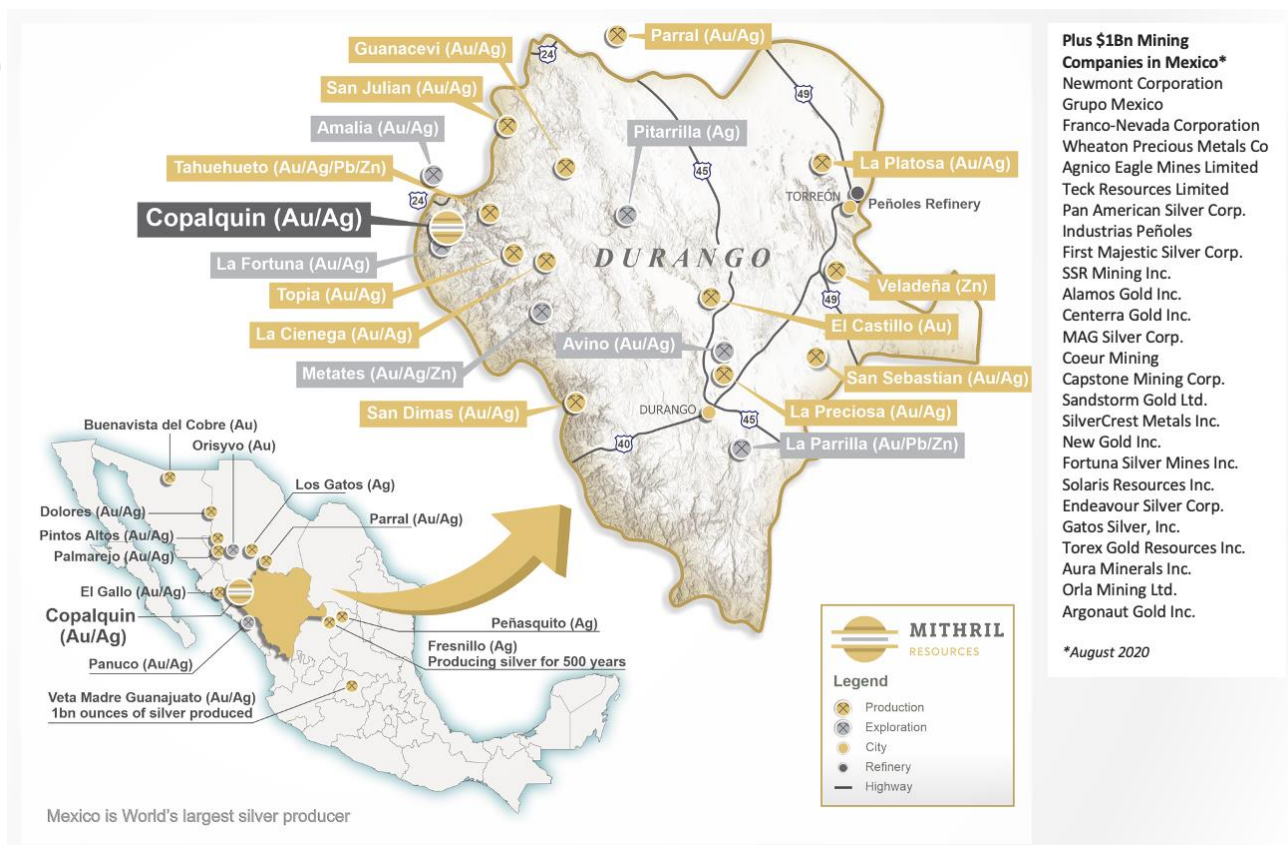 Guanacevi (Au/Ag)
24
Parral (Au/Ag)
San Julian (Au/Ag)
49
Amalia (Au/Ag)
Pitarrilla (Ag)
Tahuehueto (Au/Ag/Pb/Zn)
La Platosa (Au/Ag)
45
24
TORREÓN
Peñoles Refinery
Copalquin (Au/Ag)
La Fortuna (Au/Ag)
DURANGO
Topia (Au/Ag)
Veladeña (Zn)
49
La Cienega (Au/Ag)
El Castillo (Au)
Avino (Au/Ag)
Metates (Au/Ag/Zn)
San Sebastian (Au/Ag)
San Dimas (Au/Ag)
DURANGO
La Preciosa (Au/Ag)
45
40
La Parrilla (Au/Pb/Zn)
Buenavista del Cobre (Au)
Orisyvo (Au)
Los Gatos (Ag)
Dolores (Au/Ag)
Parral (Au/Ag)
Pintos Altos (Au/Ag)
Palmarejo (Au/Ag)
El Gallo (Au/Ag)
Copalquin
(Au/Ag)
Peñasquito (Ag)
Fresnillo (Ag)
Producing silver for 500 years
Panuco (Au/Ag)
Veta Madre Guanajuato (Au/Ag)
1bn ounces of silver produced
Mexico is World's largest silver producer
MITHRIL
RESOURCES
Legend
Production
Exploration
City
Refinery
Highway
Plus $1Bn Mining
Companies in Mexico*
Newmont Corporation
Grupo Mexico
Franco-Nevada Corporation
Wheaton Precious Metals Co
Agnico Eagle Mines Limited
Teck Resources Limited
Pan American Silver Corp.
Industrias Peñoles
First Majestic Silver Corp.
SSR Mining Inc.
Alamos Gold Inc.
Centerra Gold Inc.
MAG Silver Corp.
Coeur Mining
Capstone Mining Corp.
Sandstorm Gold Ltd.
SilverCrest Metals Inc.
New Gold Inc.
Fortuna Silver Mines Inc.
Solaris Resources Inc.
Endeavour Silver Corp.
Gatos Silver, Inc.
Torex Gold Resources Inc.
Aura Minerals Inc.
Orla Mining Ltd.
Argonaut Gold Inc.
*August 2020